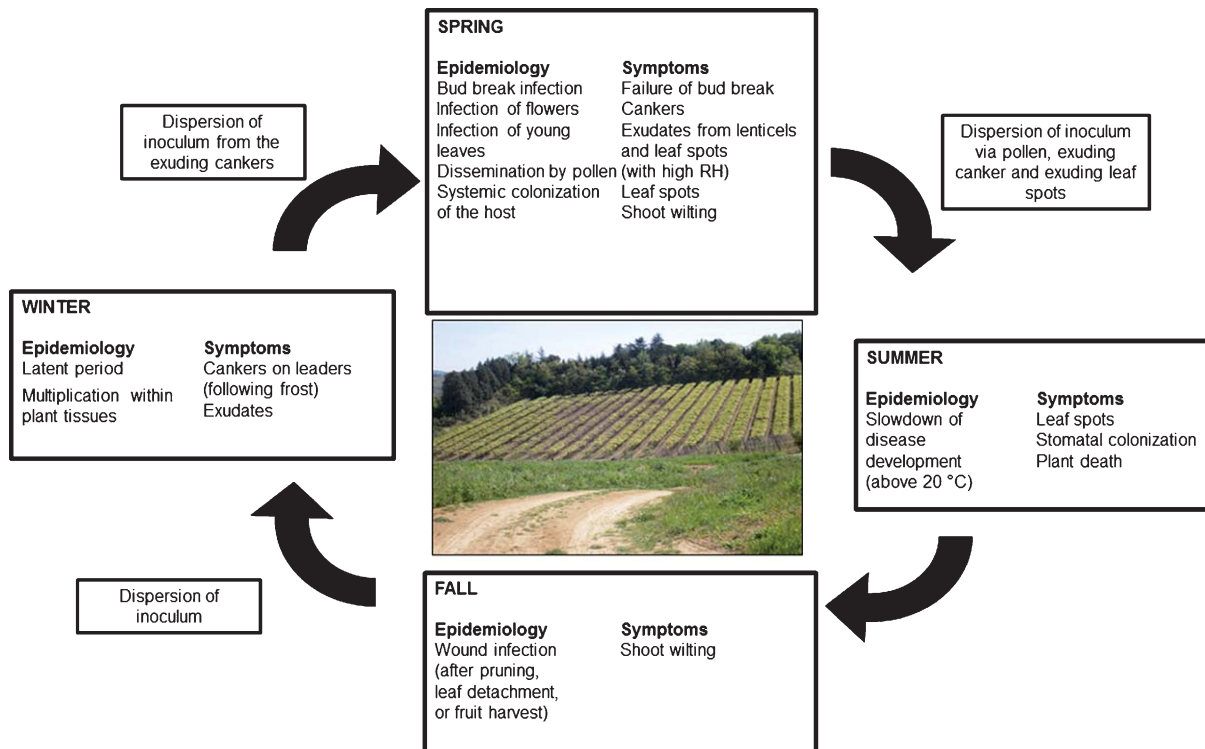 SPRING
Epidemiology
Bud break infection
Infection of flowers
Infection of young
leaves
Dissemination by pollen
Systemic colonization
of the host
Symptoms
Failure of bud break
Cankers
Exudates from lenticels
and leaf spots
(with high RH)
Leaf spots
Shoot wilting
Dispersion of inoculum
via pollen, exuding
canker and exuding leaf
spots
SUMMER
Epidemiology
Slowdown of
disease
development
(above 20 °C)
Symptoms
Leaf spots
Stomatal colonization
Plant death
FALL
Epidemiology
Wound infection
(after pruning,
leaf detachment,
or fruit harvest)
Symptoms
Shoot wilting
Dispersion of
inoculum
WINTER
Epidemiology
Latent period
Multiplication within
plant tissues
Symptoms
Cankers on leaders
(following frost)
Exudates
Dispersion of
inoculum from the
exuding cankers